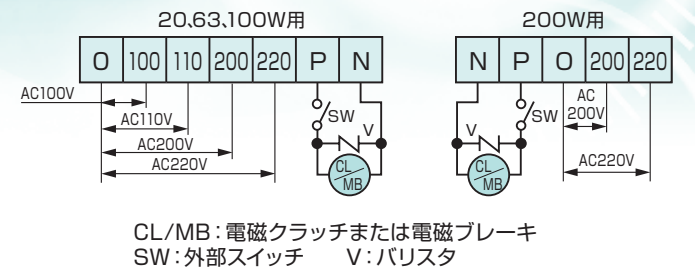 20､63､100W用
200W用
O 100 110 200 220 P N
N P O 200 220
AC100V
AC110V
AC200V
AC220V
SW
V
CL/MB
SW
V
CL/MB
AC
200V
AC220V
CL/MB：電磁クラッチまたは電磁ブレーキ
SW：外部スイッチ　V：バリスタ